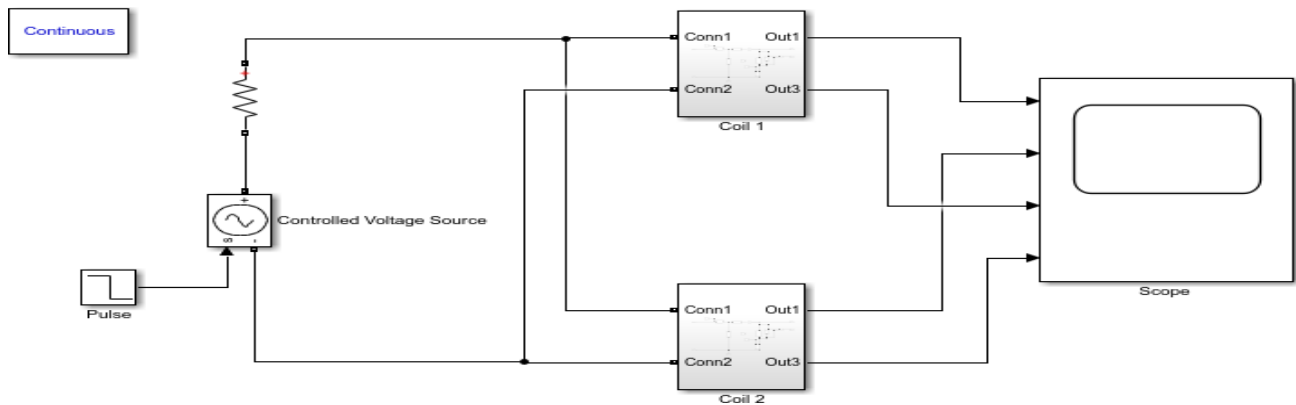 Continuous
Conn1 Out1
Conn2 Out3
Coil 1
+
Controlled Voltage Source
s -
Pulse
Scope
Conn1 Out1
Conn2 Out3
Coil 2